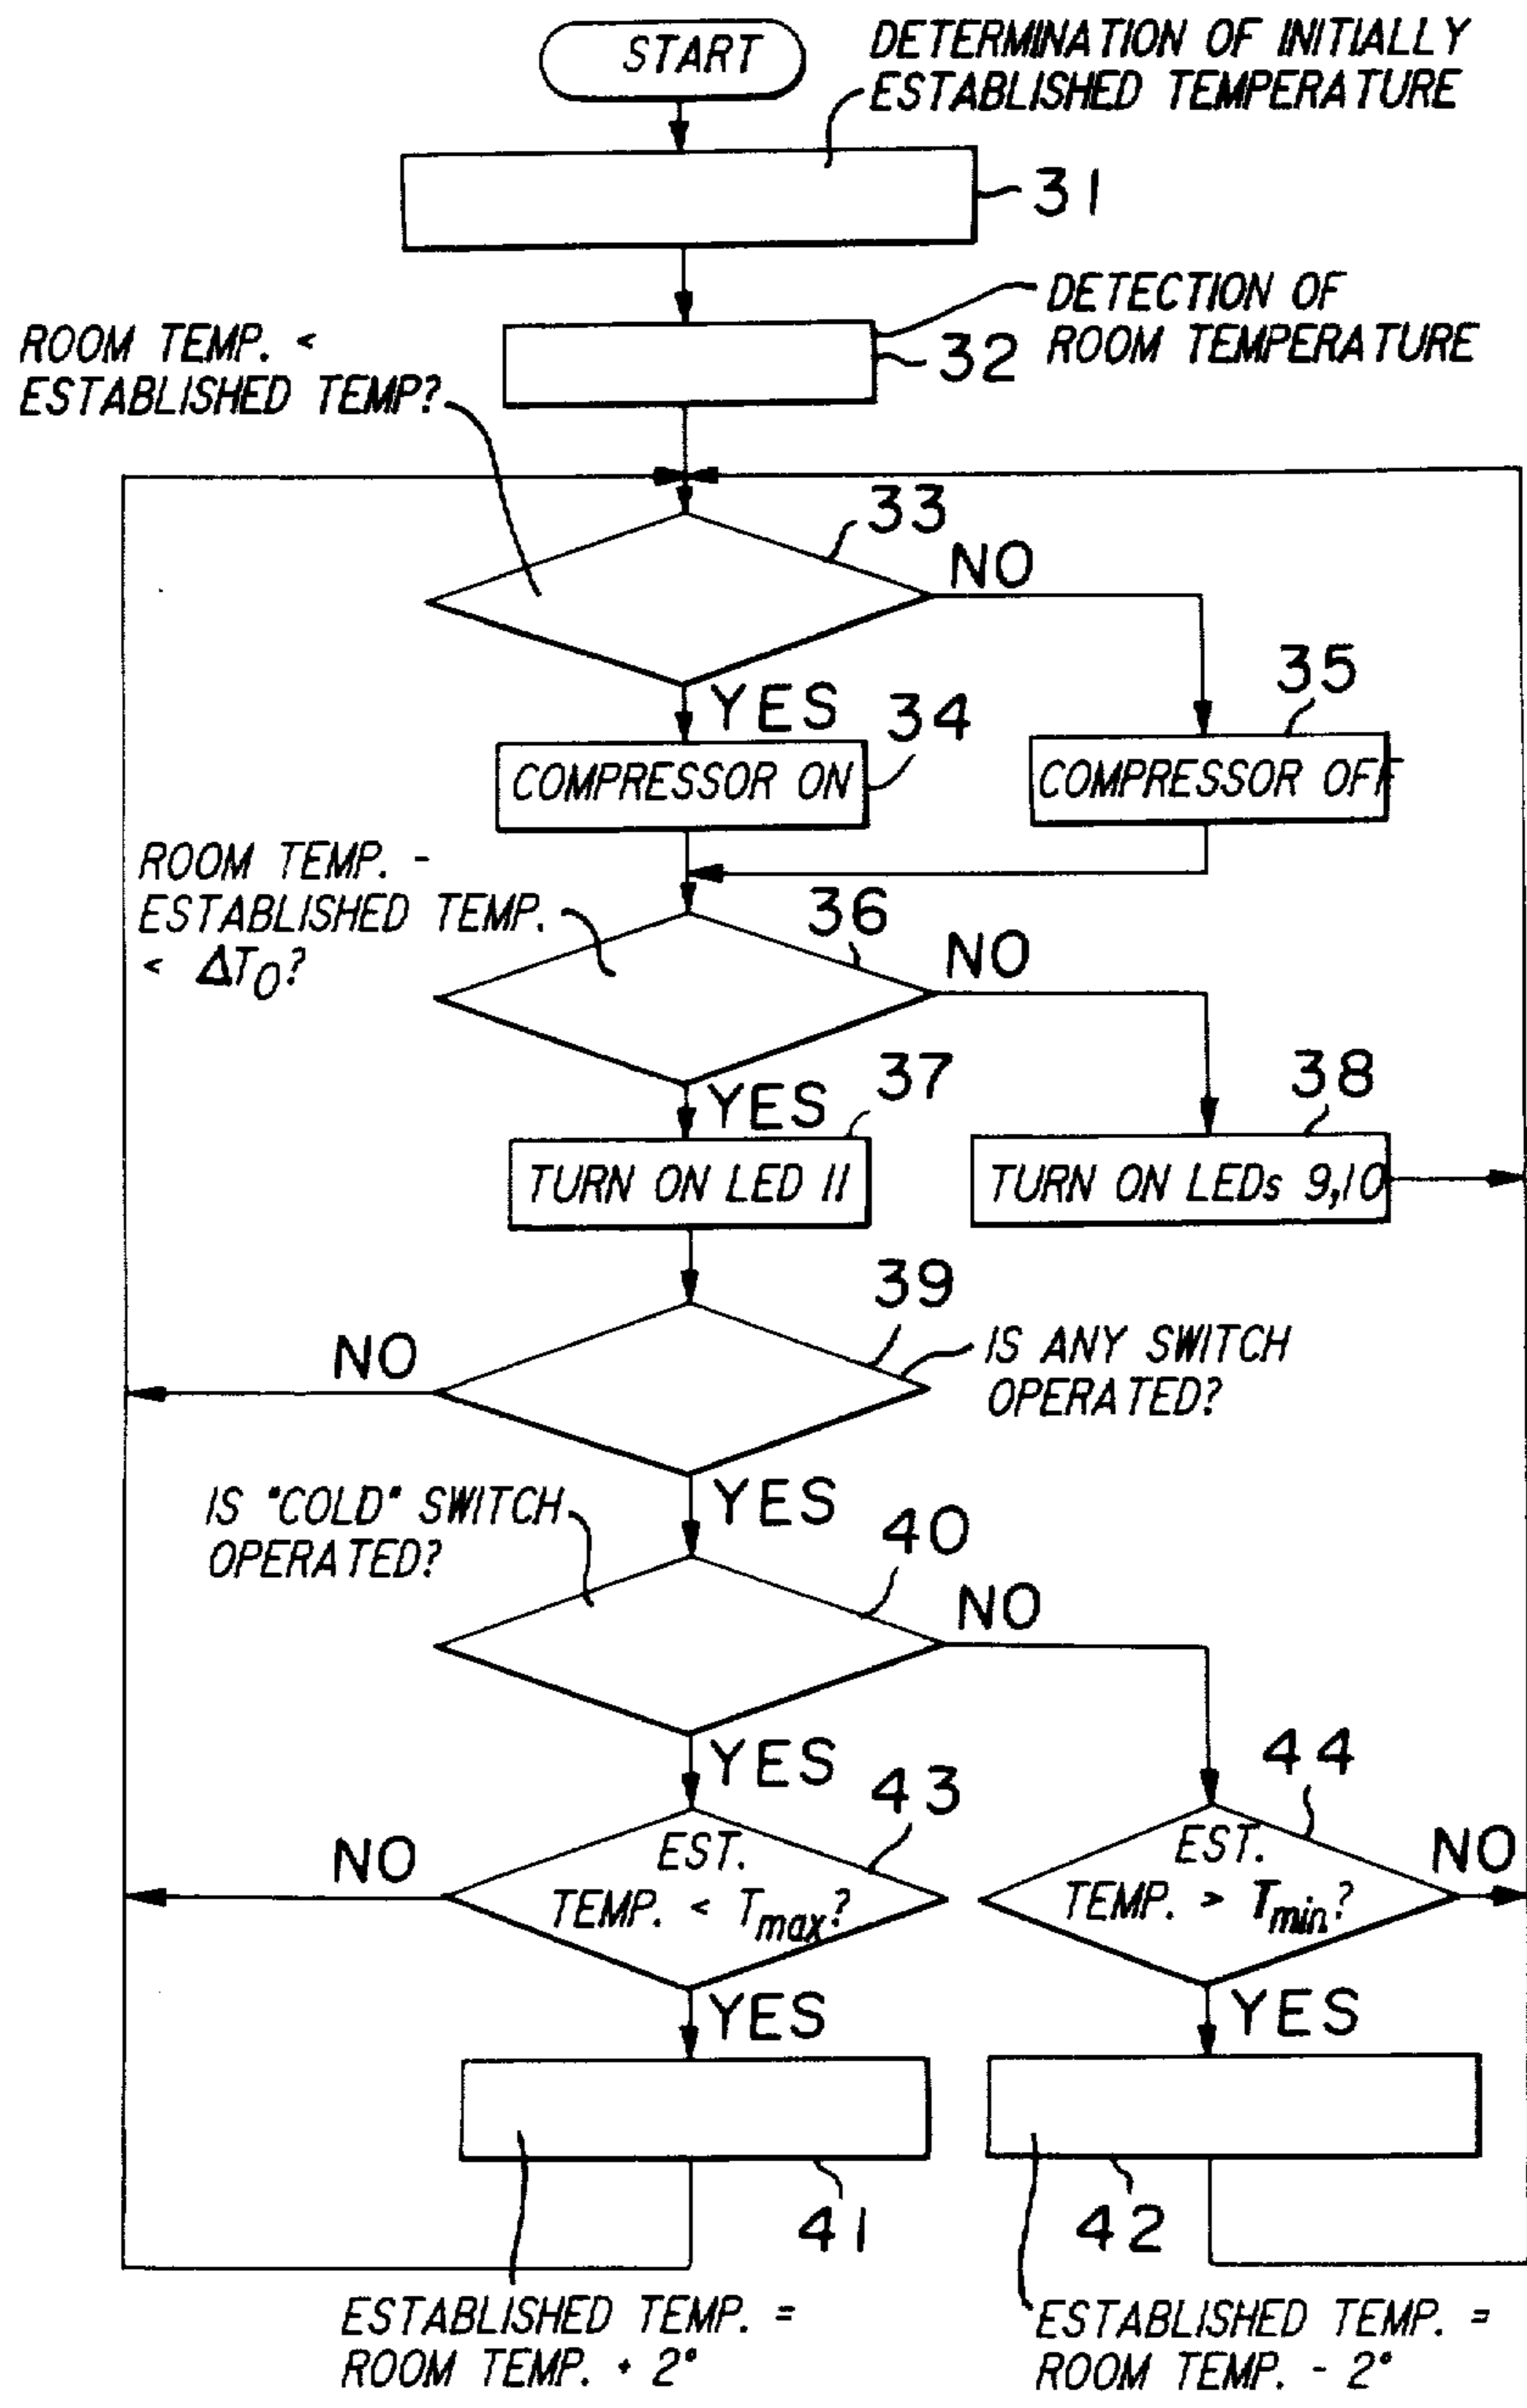 START
DETERMINATION OF INITIALLY
ESTABLISHED TEMPERATURE
31
DETECTION OF
ROOM TEMPERATURE
32
ROOM TEMP. <
ESTABLISHED TEMP?
33
NO
YES
34
35
COMPRESSOR ON
COMPRESSOR OFF
ROOM TEMP. -
ESTABLISHED TEMP.
< ΔTO?
36
NO
YES
37
38
TURN ON LED 11
TURN ON LEDs 9,10
39
NO
IS ANY SWITCH
OPERATED?
YES
IS "COLD" SWITCH
OPERATED?
40
NO
YES
43
44
NO
EST.
TEMP. < Tmax?
EST.
TEMP. > Tmin?
NO
YES
YES
41
42
ESTABLISHED TEMP. =
ROOM TEMP. + 2°
ESTABLISHED TEMP. =
ROOM TEMP. - 2°